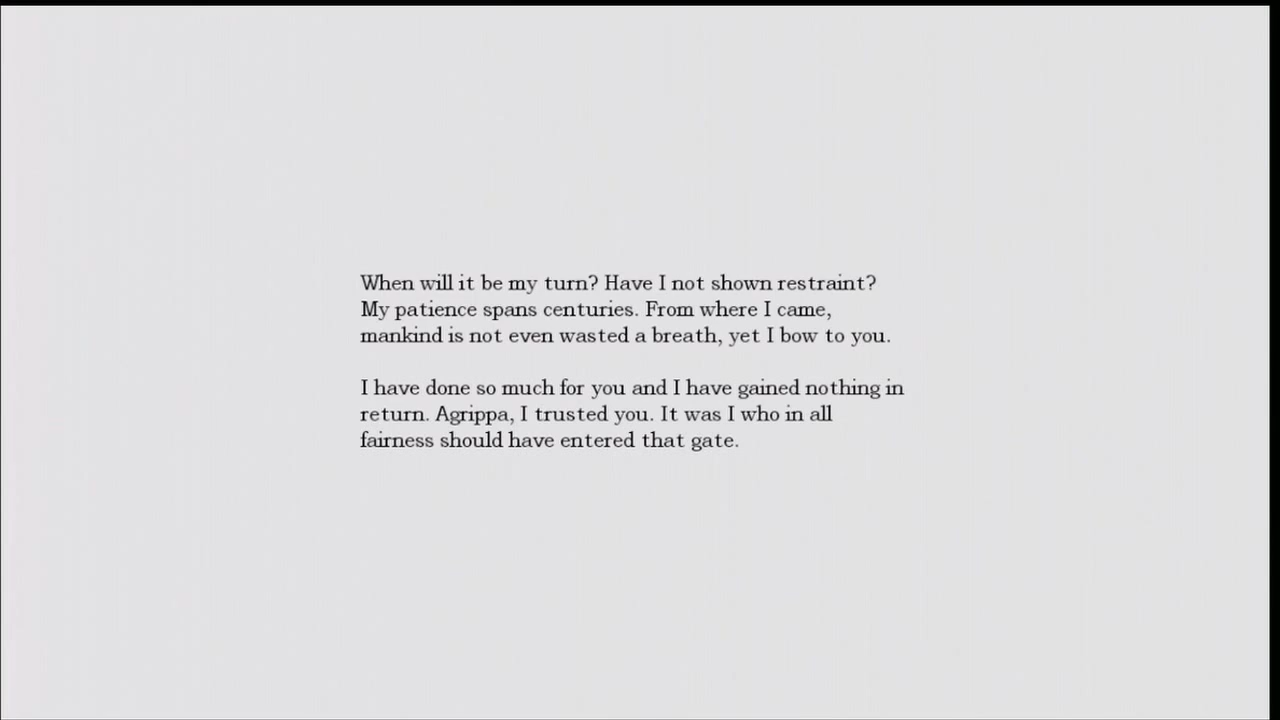 When will it be my turn? Have I not shown restraint?
My patience spans centuries. From where I came,
mankind is not even wasted a breath, yet I bow to you.
I have done so much for you and I have gained nothing in
return. Agrippa, I trusted you. It was I who in all
fairness should have entered that gate.